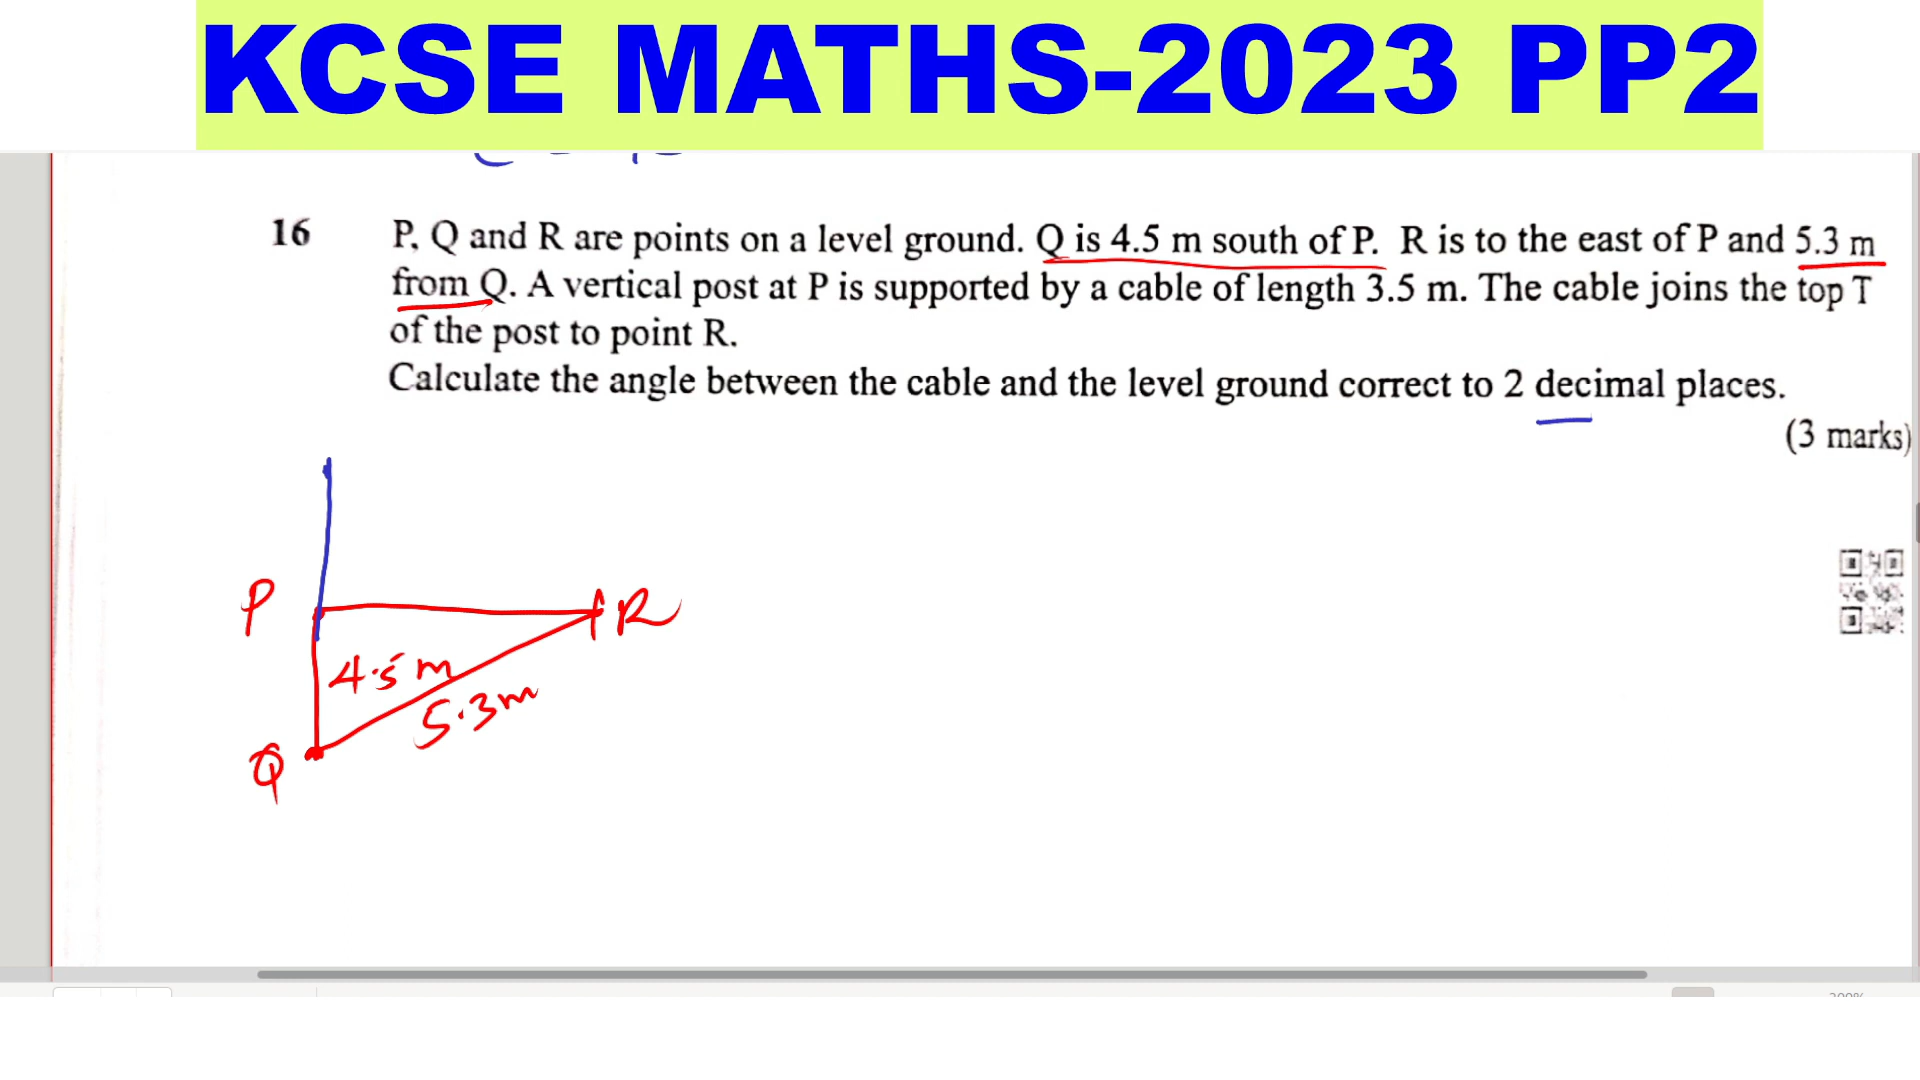 KCSE MATHS-2023 PP2
16 P, Q and R are points on a level ground. Q is 4.5 m south of P. R is to the east of P and 5.3 m
from Q. A vertical post at P is supported by a cable of length 3.5 m. The cable joins the top T
of the post to point R.
Calculate the angle between the cable and the level ground correct to 2 decimal places.
(3 marks)
P
R
4.5 m
5.3m
Q